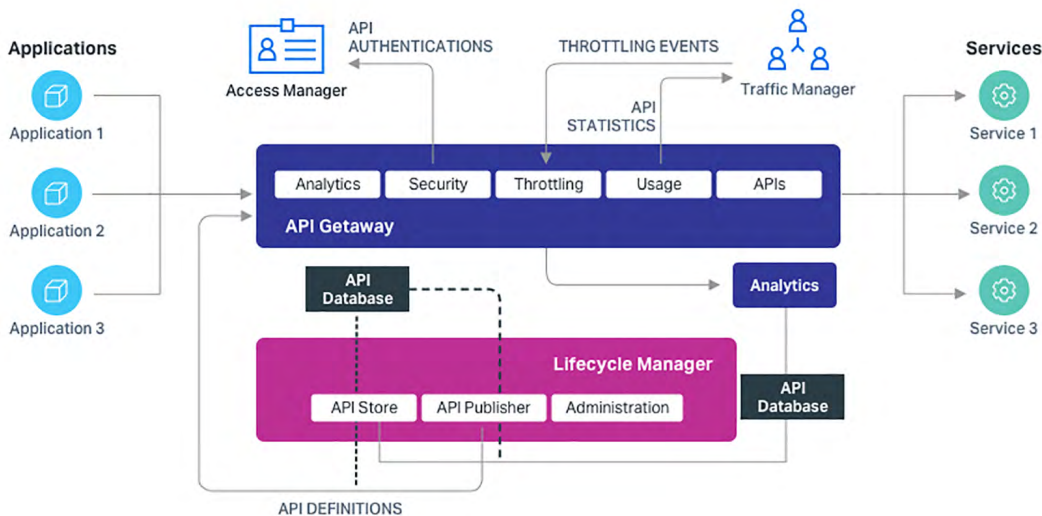 Applications
Application 1
Application 2
Application 3
API
AUTHENTICATIONS
Access Manager
THROTTLING EVENTS
API
STATISTICS
Traffic Manager
Services
Service 1
Service 2
Service 3
Analytics
Security
Throttling
Usage
APIs
API Getaway
API
Database
Analytics
Lifecycle Manager
API Store
API Publisher
Administration
API
Database
API DEFINITIONS